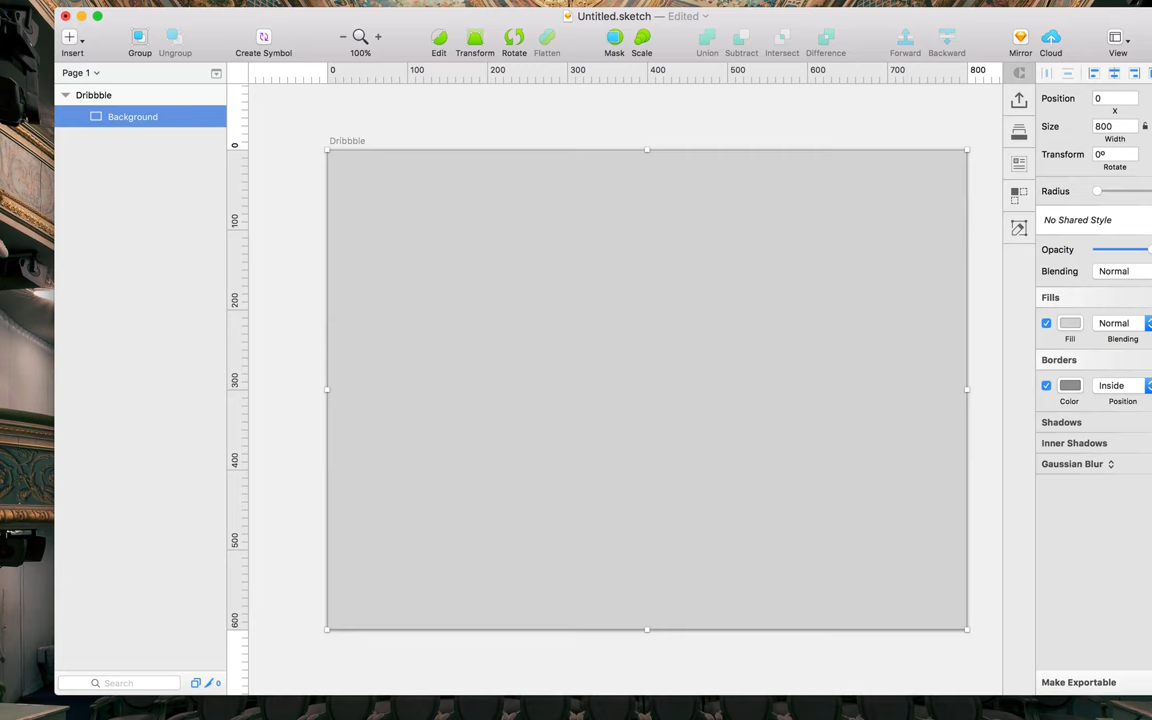 Untitled.sketch — Edited
Insert
Group
Ungroup
Create Symbol
100%
Edit
Transform
Rotate
Flatten
Mask
Scale
Union
Subtract
Intersect
Difference
Forward
Backward
Mirror
Cloud
View
Page 1
0
100
200
300
400
500
600
700
800
Dribbble
Background
Dribbble
0
100
200
300
400
500
600
Position
0
X
Size
800
Width
Transform
0º
Rotate
Radius
No Shared Style
Opacity
Blending
Normal
Fills
Normal
Fill
Blending
Borders
Inside
Color
Position
Shadows
Inner Shadows
Gaussian Blur
Search
0
Make Exportable